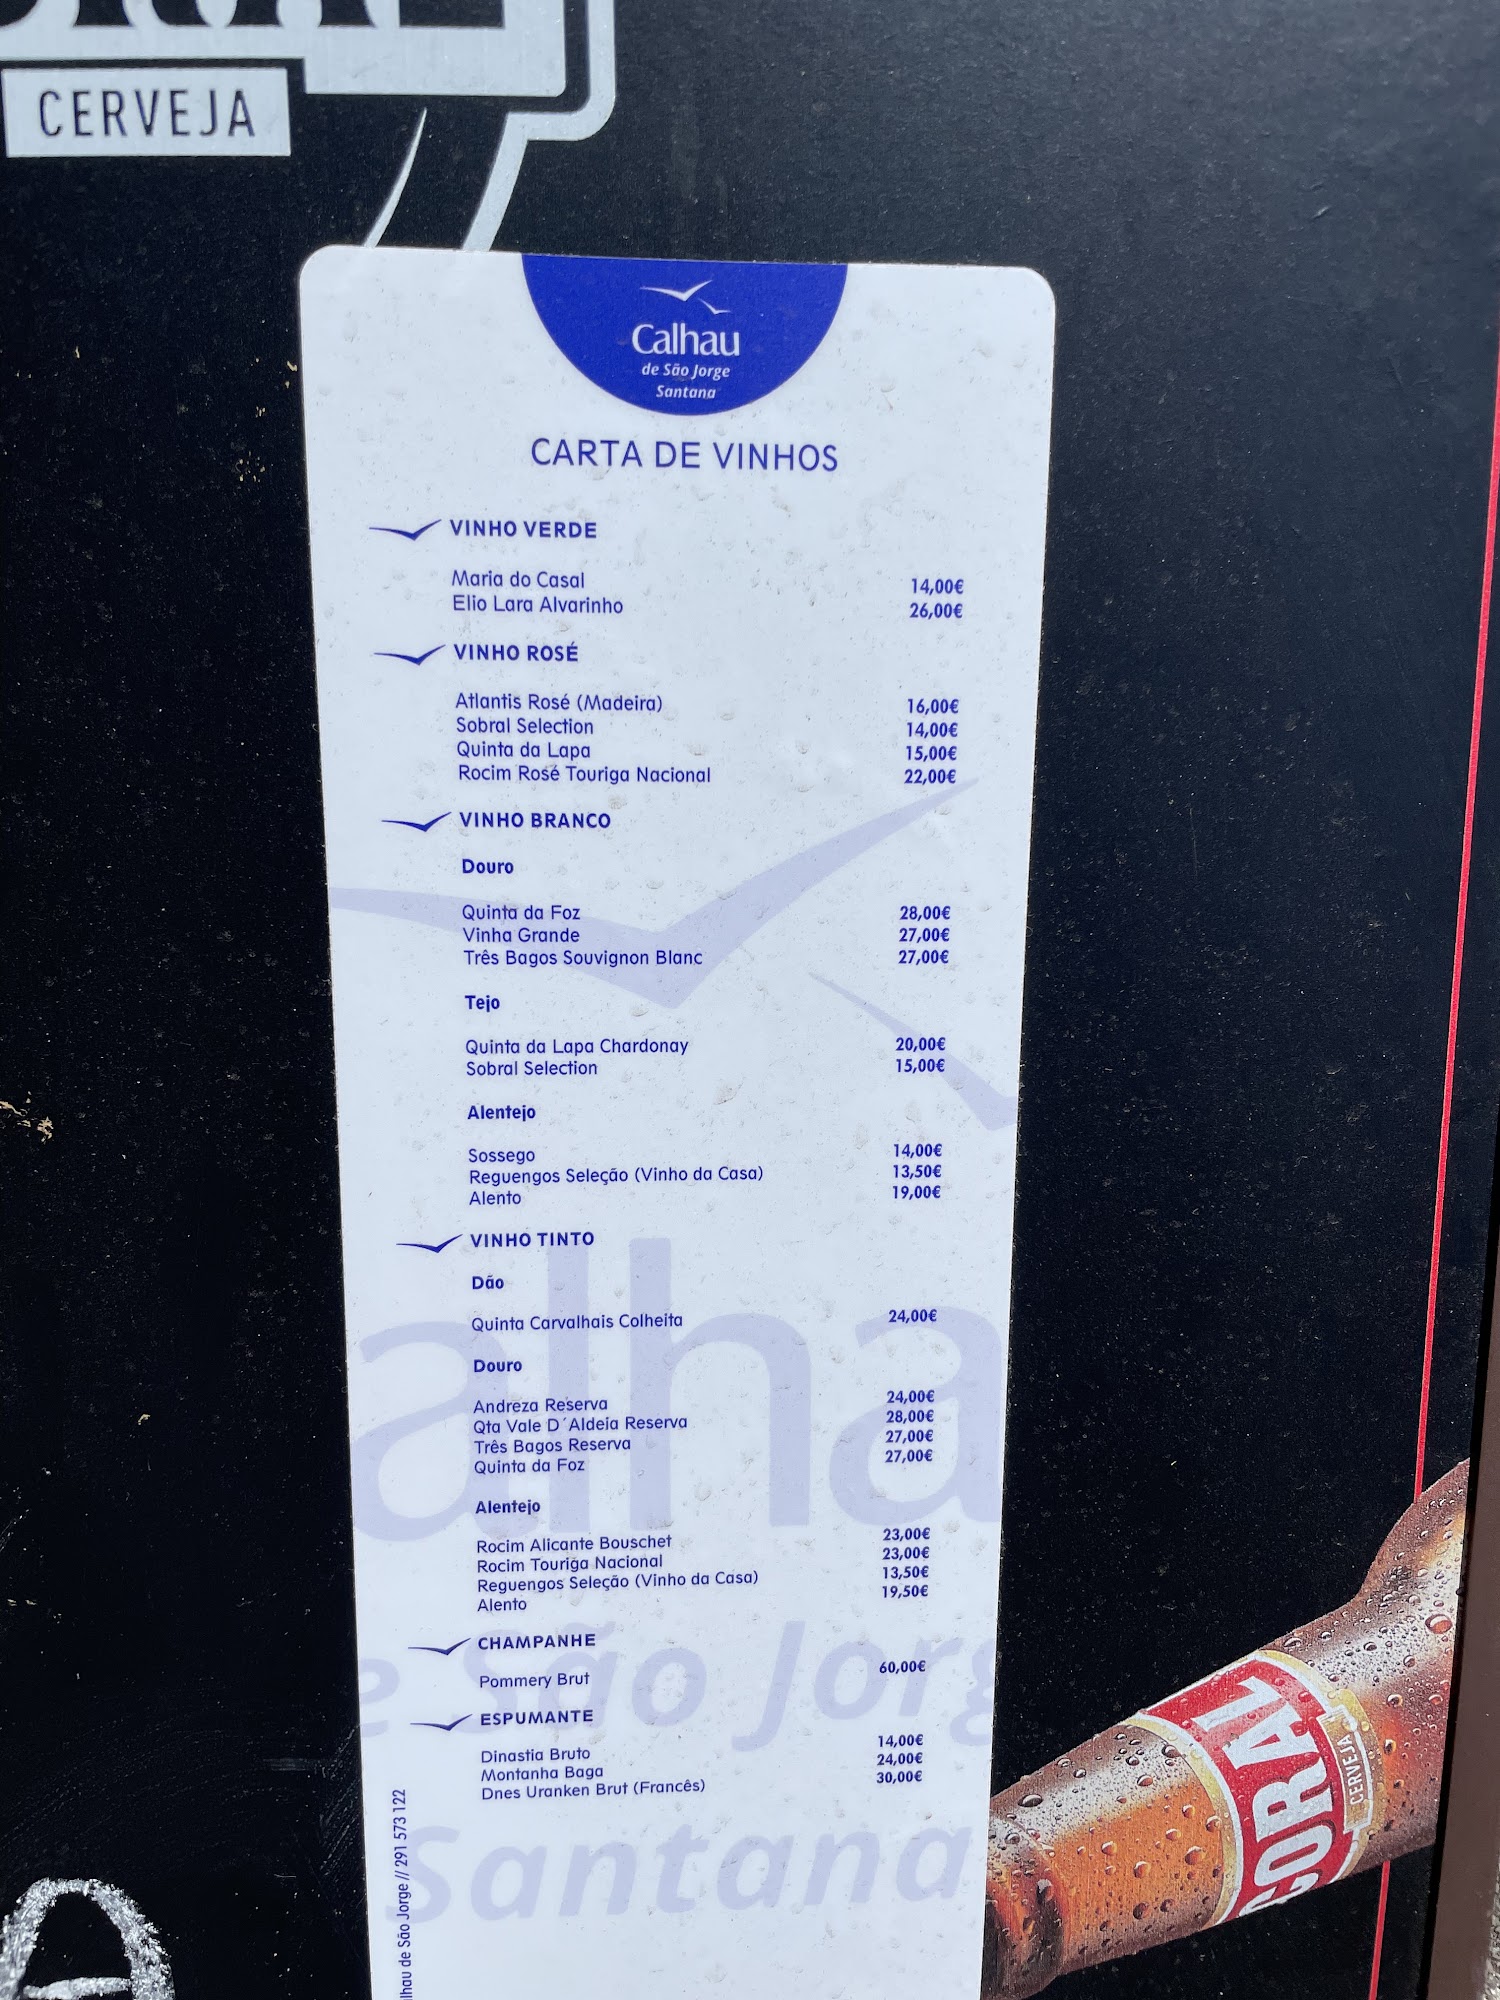 CERVEJA
Calhau
de São Jorge
Santana
CARTA DE VINHOS
VINHO VERDE
Maria do Casal 14,00€
Elio Lara Alvarinho 26,00€
VINHO ROSÉ
Atlantis Rosé (Madeira) 16,00€
Sobral Selection 14,00€
Quinta da Lapa 15,00€
Rocim Rosé Touriga Nacional 22,00€
VINHO BRANCO
Douro
Quinta da Foz 28,00€
Vinha Grande 27,00€
Três Bagos Souvignon Blanc 27,00€
Tejo
Quinta da Lapa Chardonay 20,00€
Sobral Selection 15,00€
Alentejo
Sossego 14,00€
Reguengos Seleção (Vinho da Casa) 13,50€
Alento 19,00€
VINHO TINTO
Dão
Quinta Carvalhais Colheita 24,00€
Douro
Andreza Reserva 24,00€
Qta Vale D´Aldeia Reserva 28,00€
Três Bagos Reserva 27,00€
Quinta da Foz 27,00€
Alentejo
Rocim Alicante Bouschet 23,00€
Rocim Touriga Nacional 23,00€
Reguengos Seleção (Vinho da Casa) 13,50€
Alento 19,50€
CHAMPANHE
Pommery Brut 60,00€
ESPUMANTE
Dinastia Bruto 14,00€
Montanha Baga 24,00€
Dnes Uranken Brut (Francês) 30,00€
lhau de São Jorge // 291 573 122
alha
e São Jorg
Santana
CORAL
CERVEJA